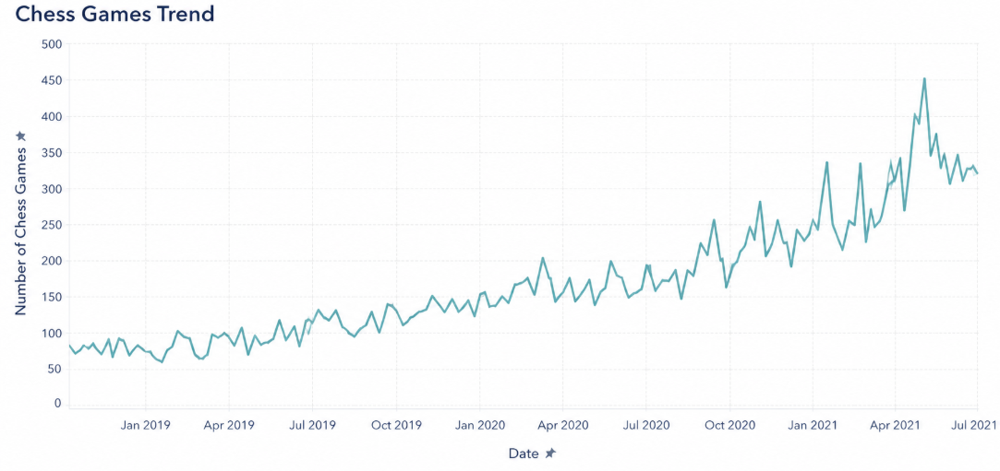 Chess Games Trend
500
450
400
350
300
250
200
150
100
50
0
Number of Chess Games
Jan 2019 Apr 2019 Jul 2019 Oct 2019 Jan 2020 Apr 2020 Jul 2020 Oct 2020 Jan 2021 Apr 2021 Jul 2021
Date